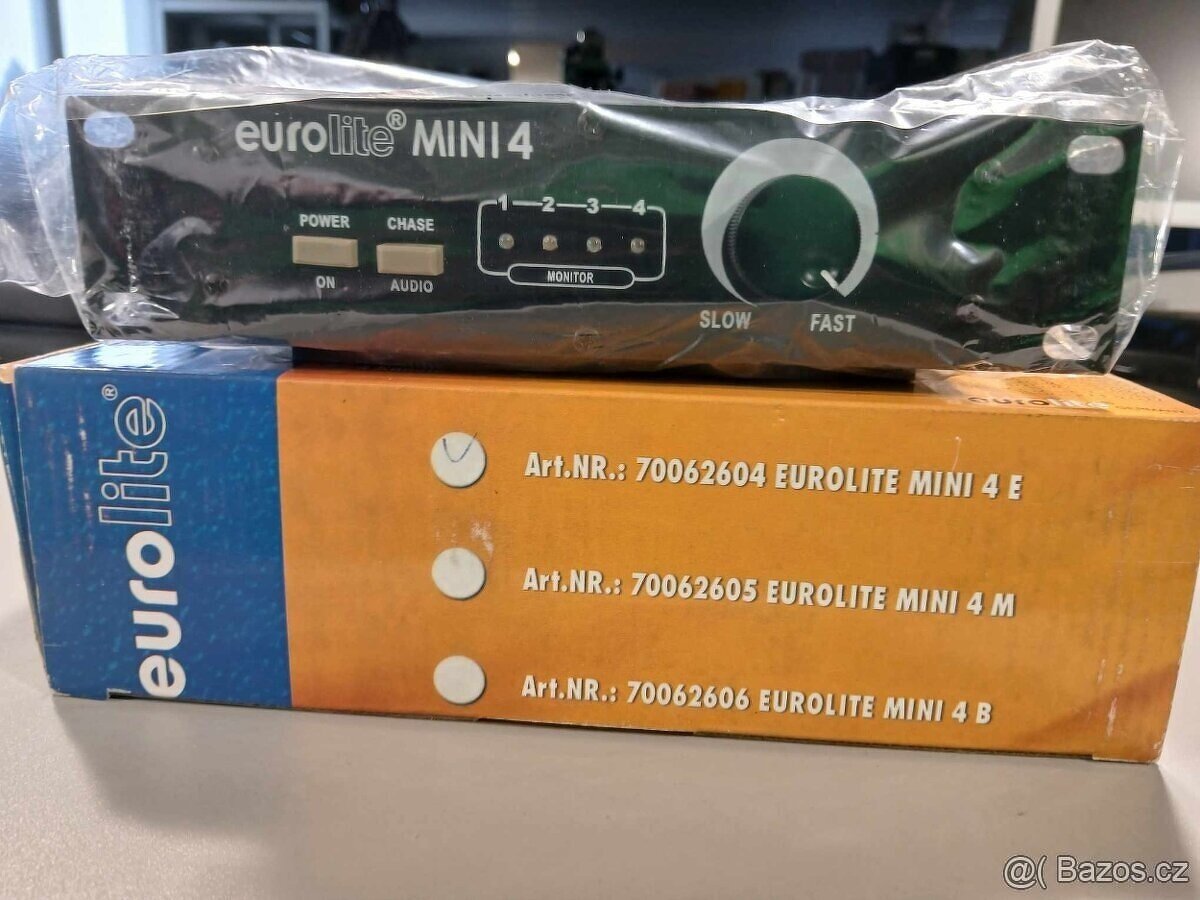 eurolite® MINI 4
POWER
CHASE
1 2 3 4
ON
AUDIO
MONITOR
SLOW
FAST
eurolite
eurolite®
Art.NR.: 70062604 EUROLITE MINI 4 E
Art.NR.: 70062605 EUROLITE MINI 4 M
Art.NR.: 70062606 EUROLITE MINI 4 B
@( Bazos.cz